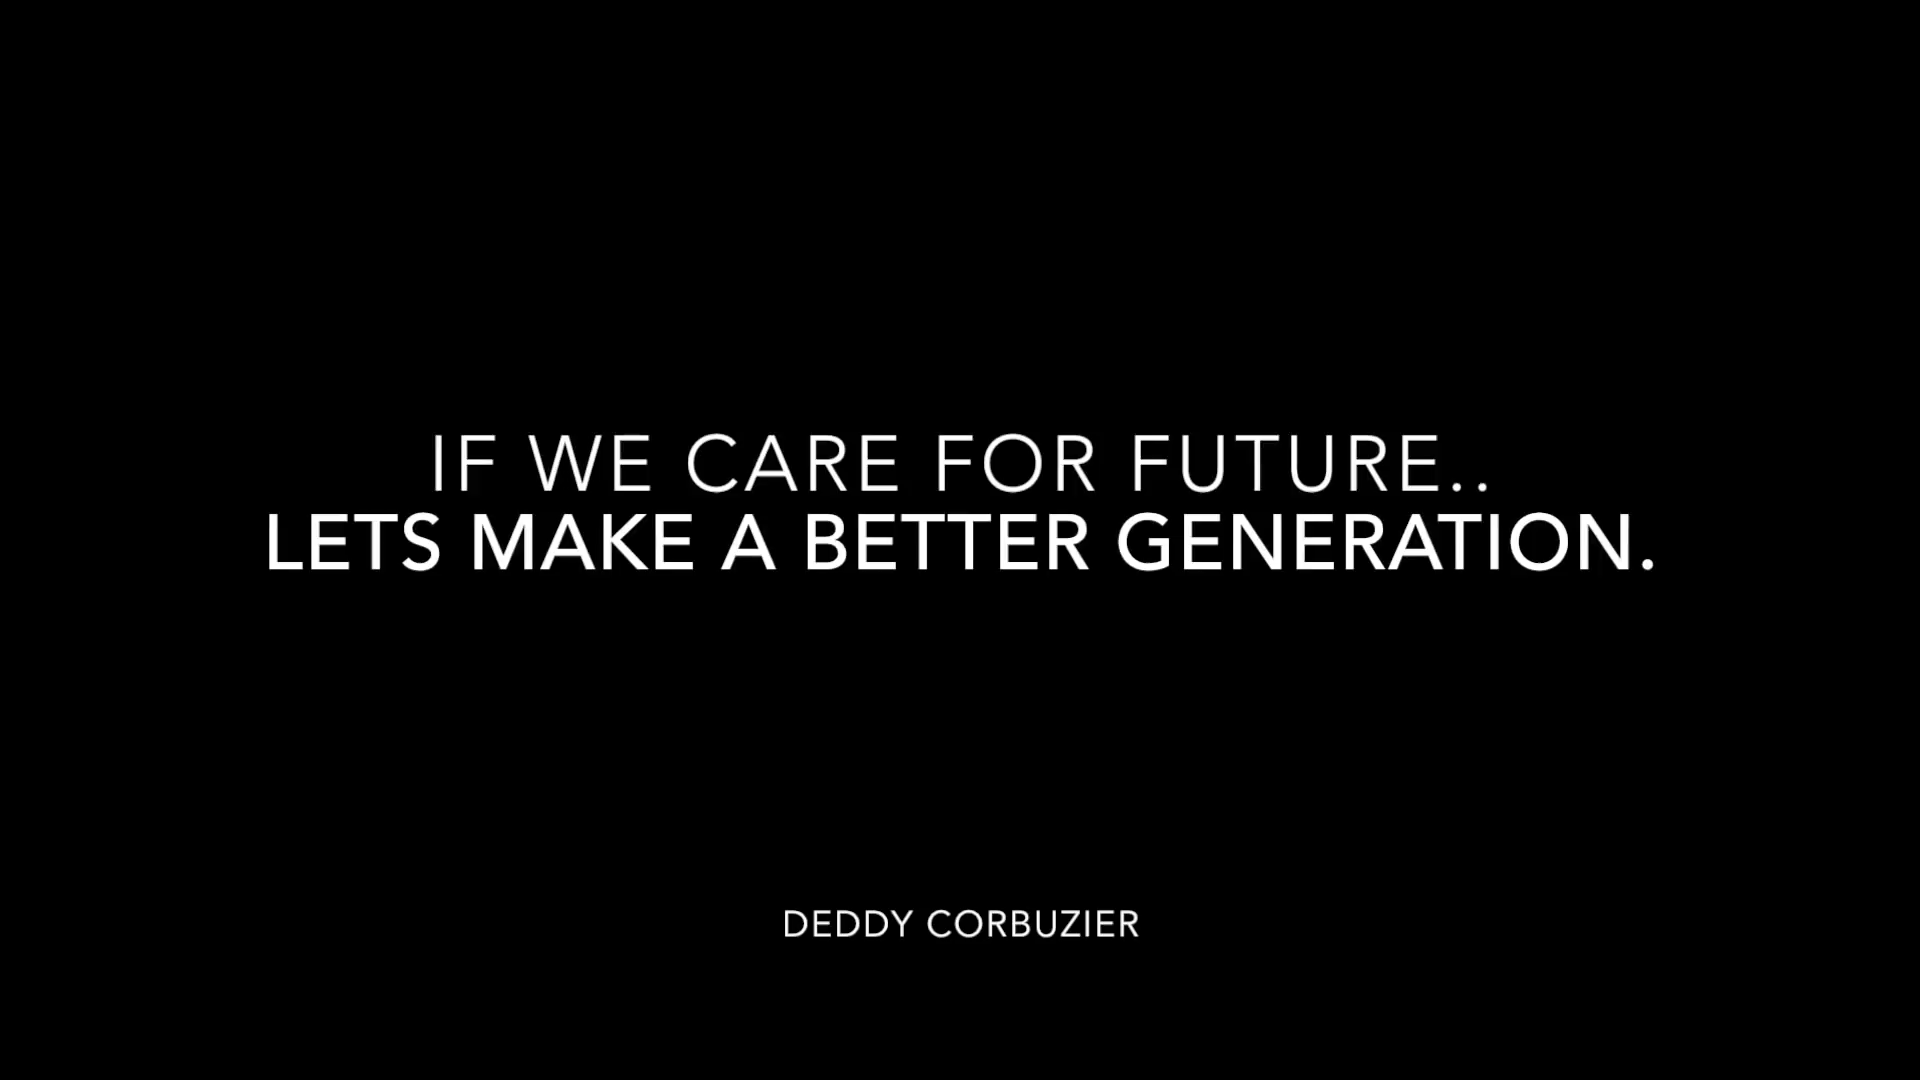 IF WE CARE FOR FUTURE..
LETS MAKE A BETTER GENERATION.
DEDDY CORBUZIER